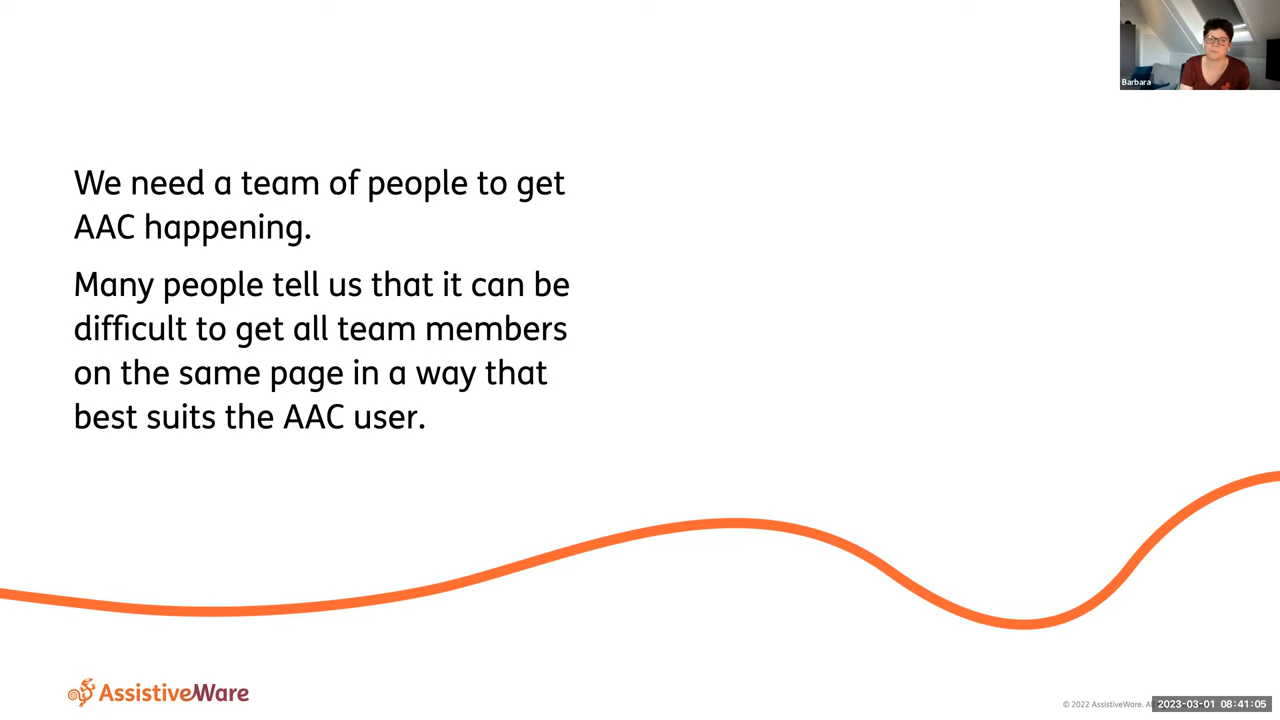 Barbara
We need a team of people to get
AAC happening.
Many people tell us that it can be
difficult to get all team members
on the same page in a way that
best suits the AAC user.
AssistiveWare
© 2022 AssistiveWare.
2023-03-01 08:41:05